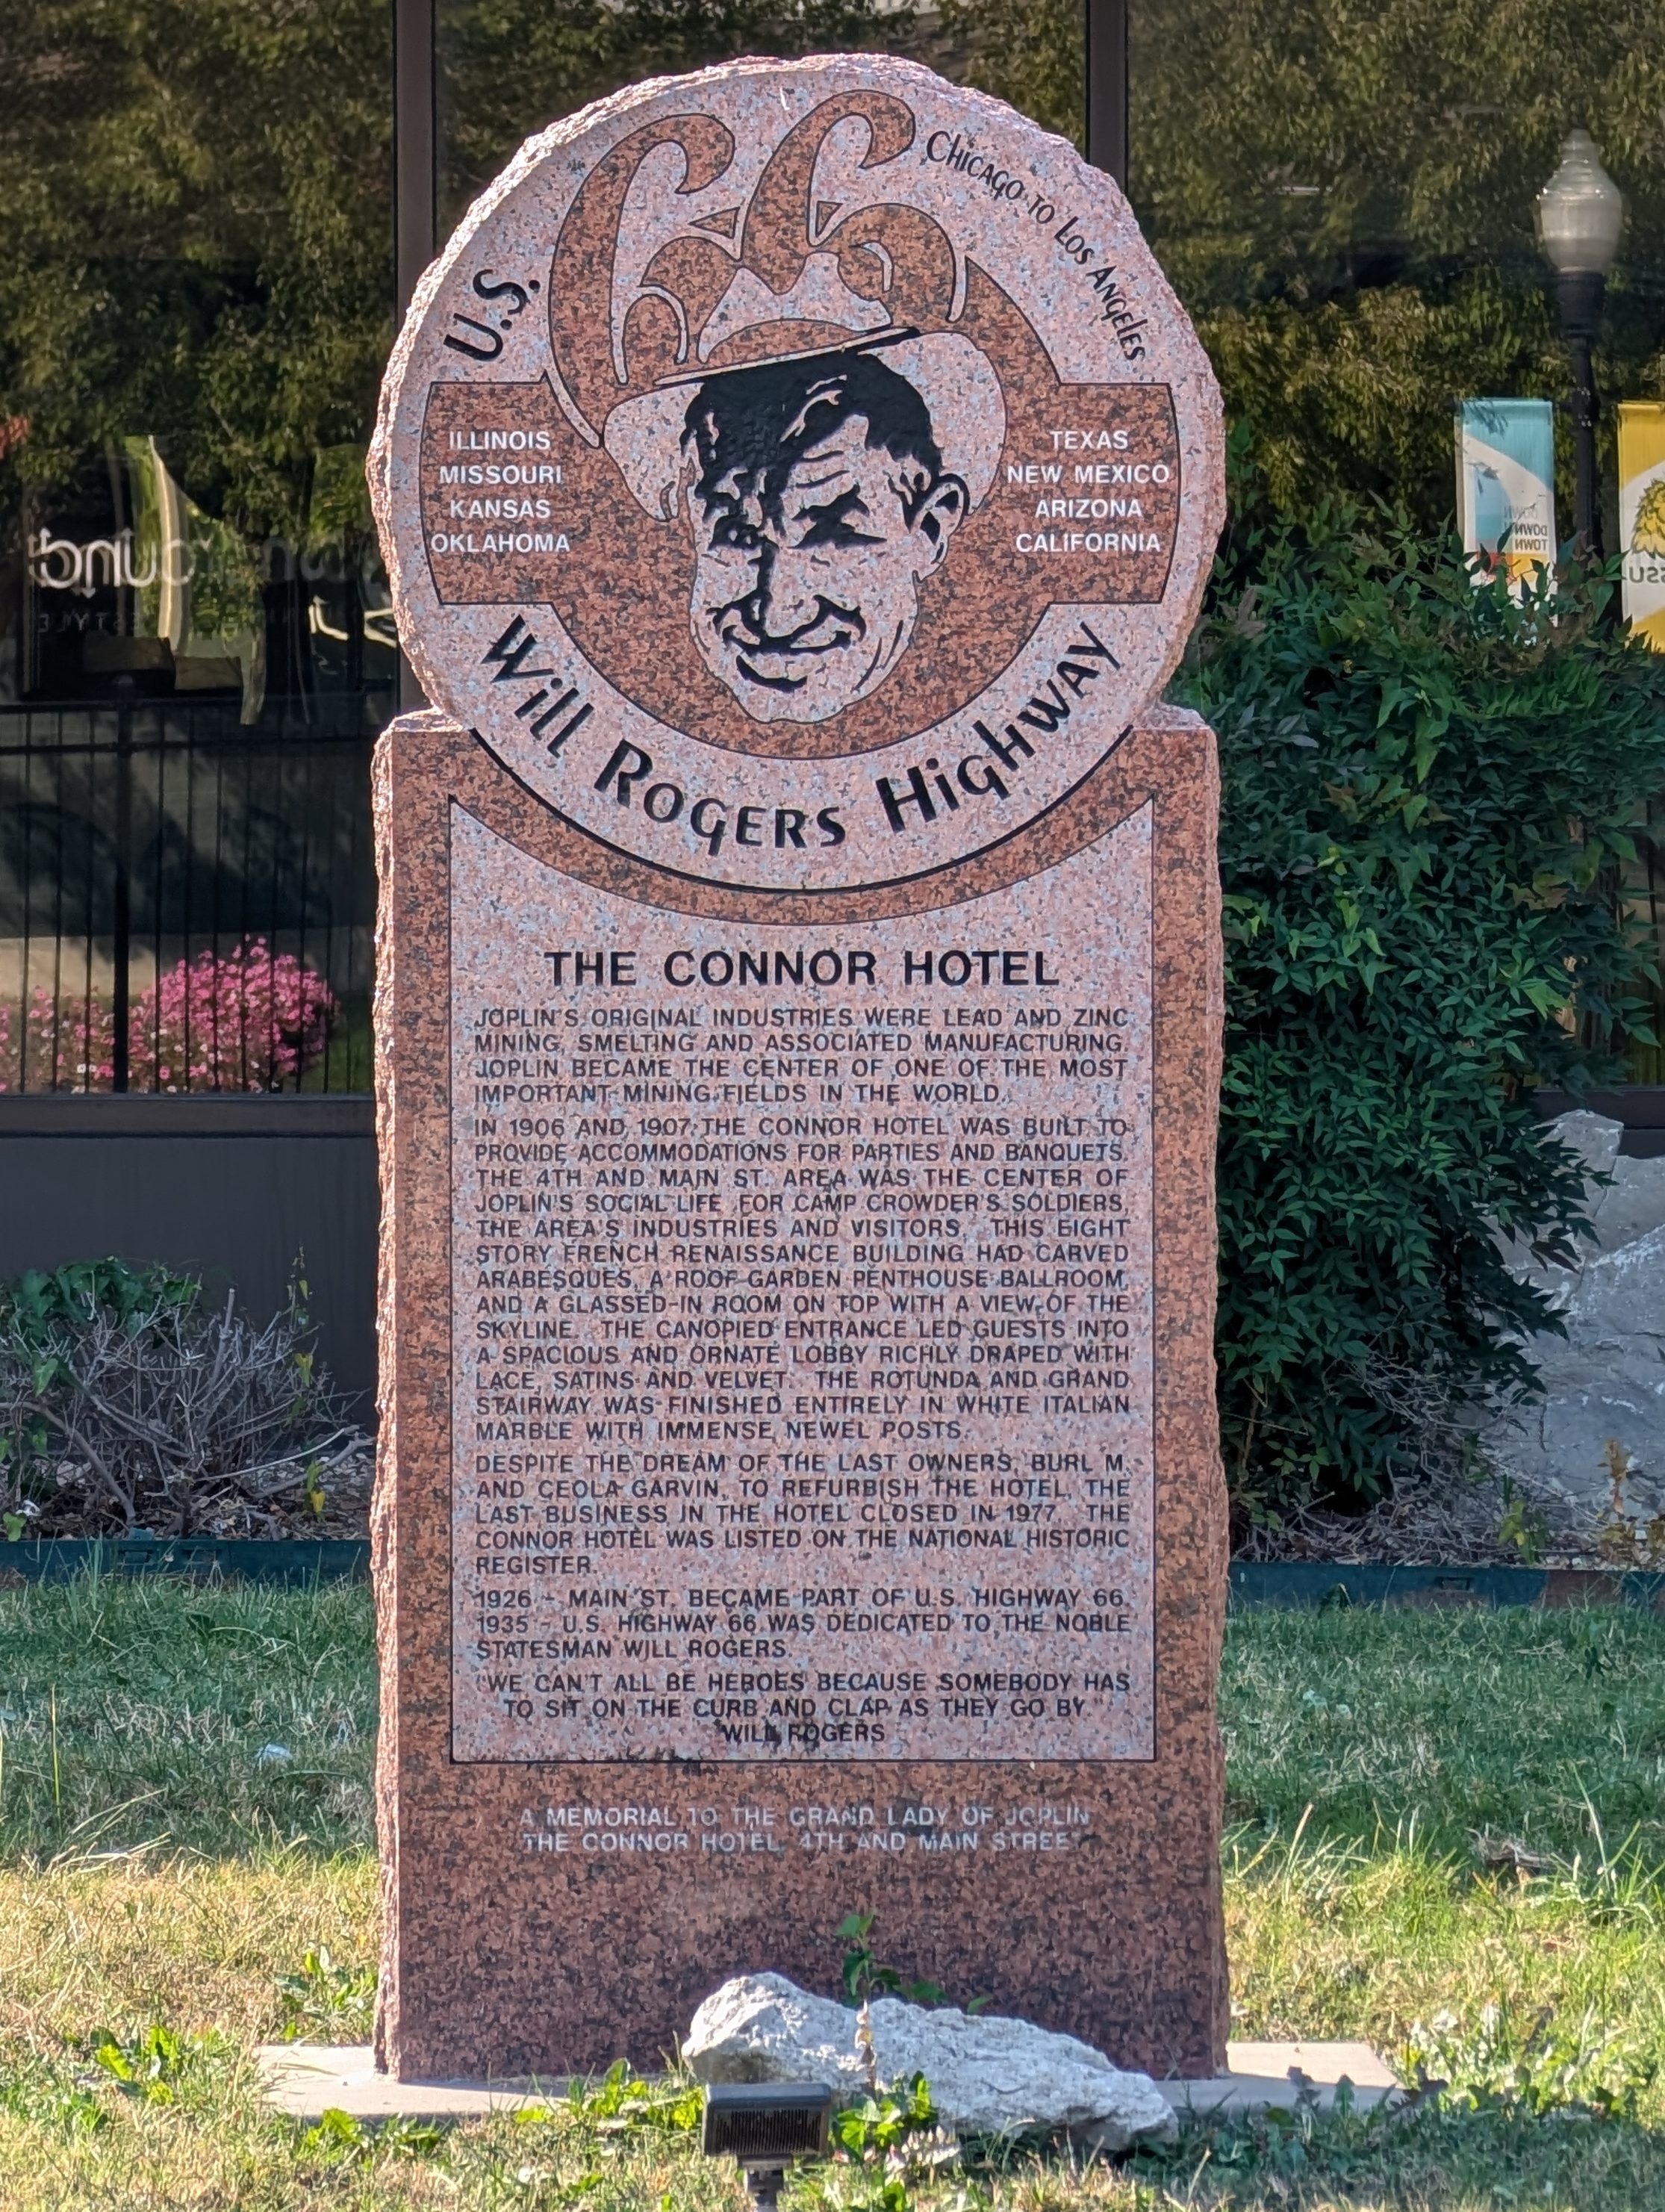 66
U.S.
CHICAGO TO LOS ANGELES
ILLINOIS
MISSOURI
KANSAS
OKLAHOMA
TEXAS
NEW MEXICO
ARIZONA
CALIFORNIA
Will ROGERS HigHWAY
THE CONNOR HOTEL
JOPLIN'S ORIGINAL INDUSTRIES WERE LEAD AND ZINC
MINING, SMELTING AND ASSOCIATED MANUFACTURING.
JOPLIN BECAME THE CENTER OF ONE OF THE MOST
IMPORTANT MINING FIELDS IN THE WORLD.
IN 1906 AND 1907 THE CONNOR HOTEL WAS BUILT TO
PROVIDE ACCOMMODATIONS FOR PARTIES AND BANQUETS.
THE 4TH AND MAIN ST. AREA WAS THE CENTER OF
JOPLIN'S SOCIAL LIFE FOR CAMP CROWDER'S SOLDIERS,
THE AREA'S INDUSTRIES AND VISITORS. THIS EIGHT
STORY FRENCH RENAISSANCE BUILDING HAD CARVED
ARABESQUES, A ROOF GARDEN PENTHOUSE BALLROOM,
AND A GLASSED-IN ROOM ON TOP WITH A VIEW OF THE
SKYLINE. THE CANOPIED ENTRANCE LED GUESTS INTO
A SPACIOUS AND ORNATE LOBBY RICHLY DRAPED WITH
LACE, SATINS AND VELVET. THE ROTUNDA AND GRAND
STAIRWAY WAS FINISHED ENTIRELY IN WHITE ITALIAN
MARBLE WITH IMMENSE NEWEL POSTS.
DESPITE THE DREAM OF THE LAST OWNERS, BURL M.
AND CEOLA GARVIN, TO REFURBISH THE HOTEL, THE
LAST BUSINESS IN THE HOTEL CLOSED IN 1977. THE
CONNOR HOTEL WAS LISTED ON THE NATIONAL HISTORIC
REGISTER.
1926 - MAIN ST. BECAME PART OF U.S. HIGHWAY 66.
1935 - U.S. HIGHWAY 66 WAS DEDICATED TO THE NOBLE
STATESMAN WILL ROGERS.
"WE CAN'T ALL BE HEROES BECAUSE SOMEBODY HAS
TO SIT ON THE CURB AND CLAP AS THEY GO BY."
WILL ROGERS
A MEMORIAL TO THE GRAND LADY OF JOPLIN
THE CONNOR HOTEL, 4TH AND MAIN STREET
DOWN
TOWN